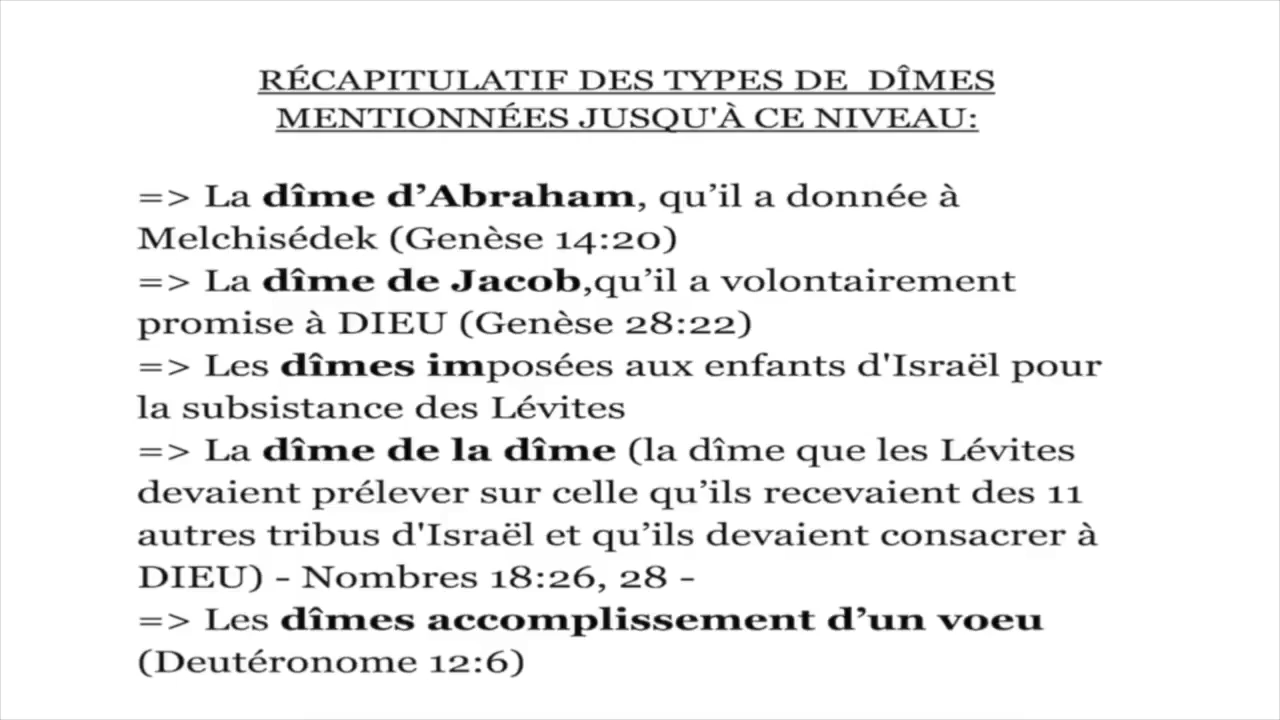 RÉCAPITULATIF DES TYPES DE DÎMES
MENTIONNÉES JUSQU'À CE NIVEAU:
=> La dîme d’Abraham, qu’il a donnée à
Melchisédek (Genèse 14:20)
=> La dîme de Jacob,qu’il a volontairement
promise à DIEU (Genèse 28:22)
=> Les dîmes imposées aux enfants d'Israël pour
la subsistance des Lévites
=> La dîme de la dîme (la dîme que les Lévites
devaient prélever sur celle qu’ils recevaient des 11
autres tribus d'Israël et qu’ils devaient consacrer à
DIEU) - Nombres 18:26, 28 -
=> Les dîmes accomplissement d’un voeu
(Deutéronome 12:6)